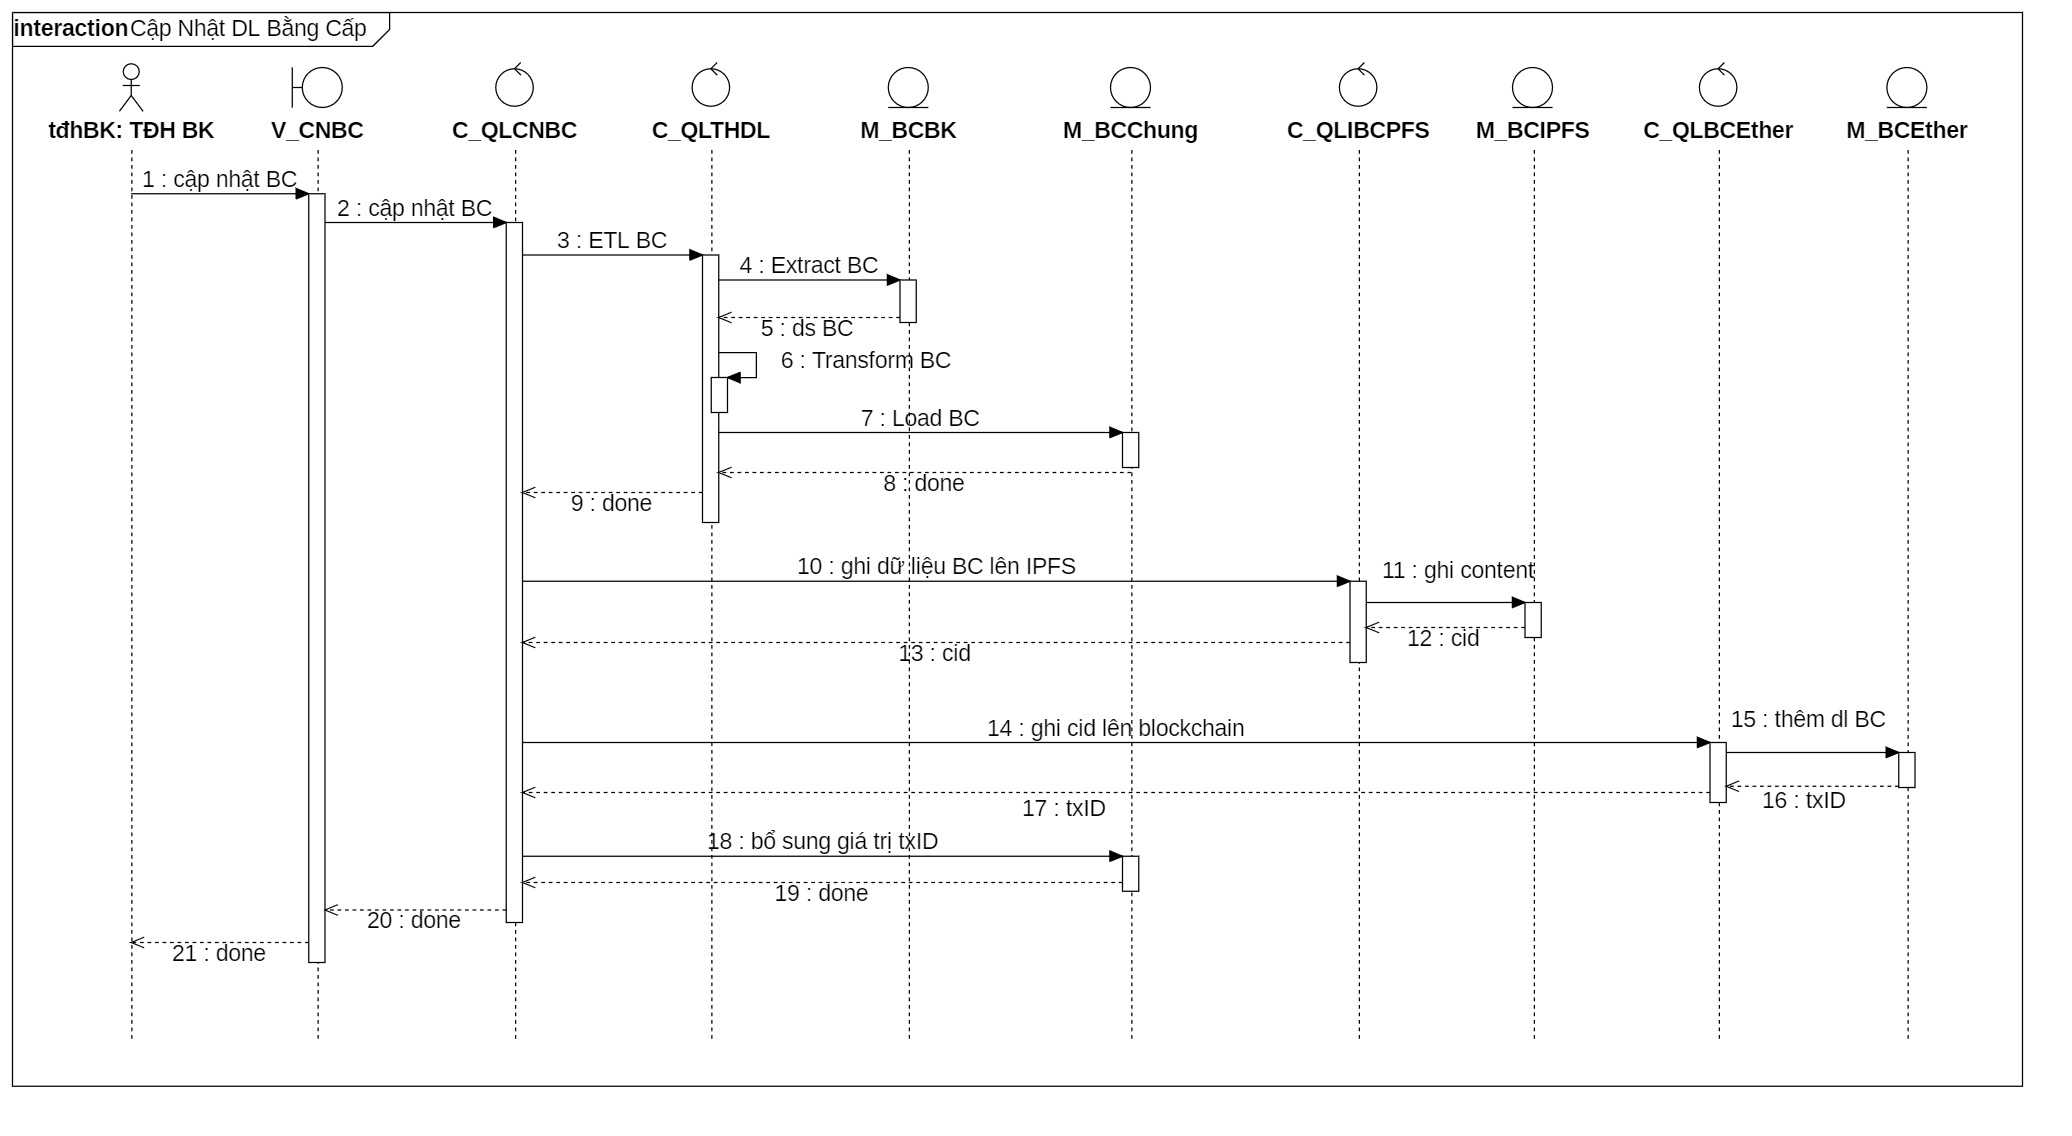 interaction Cập Nhật DL Bằng Cấp
tđhBK: TĐH BK
V_CNBC
C_QLCNBC
C_QLTHDL
M_BCBK
M_BCChung
C_QLIBCPFS
M_BCIPFS
C_QLBCEther
M_BCEther
1 : cập nhật BC
2 : cập nhật BC
3 : ETL BC
4 : Extract BC
5 : ds BC
6 : Transform BC
7 : Load BC
8 : done
9 : done
10 : ghi dữ liệu BC lên IPFS
11 : ghi content
12 : cid
13 : cid
14 : ghi cid lên blockchain
15 : thêm dl BC
16 : txID
17 : txID
18 : bổ sung giá trị txID
19 : done
20 : done
21 : done